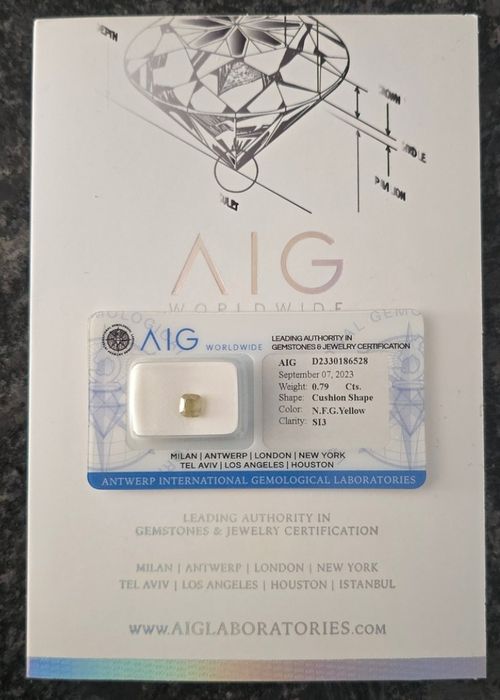 DEPTH
CROWN
GIRDLE
PAVILION
CULET
AIG
WORLDWIDE
AIG WORLDWIDE
LEADING AUTHORITY IN
GEMSTONES & JEWELRY CERTIFICATION
AIG D2330186528
September 07, 2023
Weight: 0.79 Cts.
Shape: Cushion Shape
Color: N.F.G.Yellow
Clarity: SI3
MILAN | ANTWERP | LONDON | NEW YORK
TEL AVIV | LOS ANGELES | HOUSTON
ANTWERP INTERNATIONAL GEMOLOGICAL LABORATORIES
LEADING AUTHORITY IN
GEMSTONES & JEWELRY CERTIFICATION
MILAN | ANTWERP | LONDON | NEW YORK
TEL AVIV | LOS ANGELES | HOUSTON | ISTANBUL
WWW.AIGLABORATORIES.COM